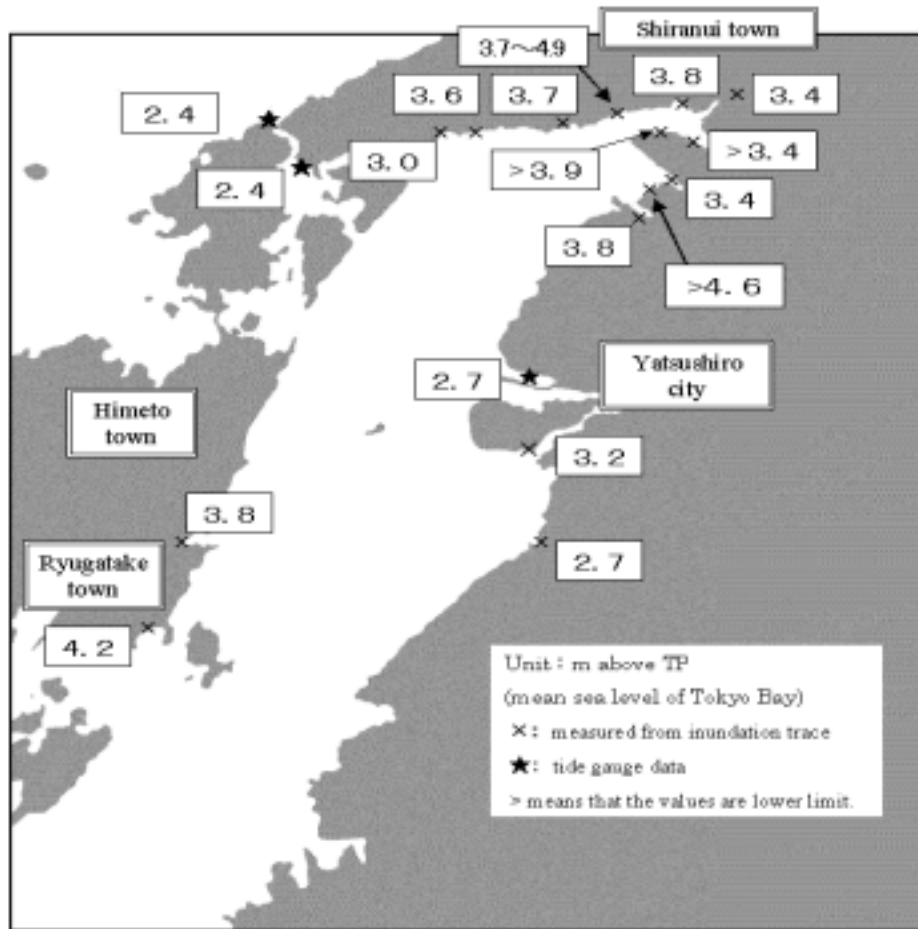 Shiranui town
3.7～4.9
3.8
3.6
3.7
3.4
2.4
3.0
>3.9
>3.4
2.4
3.4
3.8
>4.6
2.7
Yatsushiro
city
Himeto
town
3.2
3.8
Ryugatake
town
2.7
4.2
Unit : m above TP
(mean sea level of Tokyo Bay)
×: measured from inundation trace
★: tide gauge data
> means that the values are lower limit.